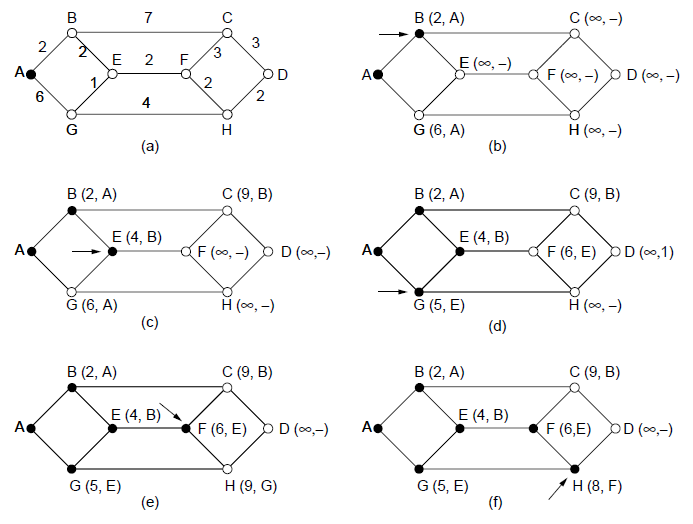 B 7 C
2 2 3 3
A E 2 F D
6 1 2 2
4
G H
(a)
B (2, A) C (∞, –)
E (∞, –)
A F (∞, –) D (∞, –)
G (6, A) H (∞, –)
(b)
B (2, A) C (9, B)
E (4, B)
A F (∞, –) D (∞,–)
G (6, A) H (∞, –)
(c)
B (2, A) C (9, B)
E (4, B)
A F (6, E) D (∞,1)
G (5, E) H (∞, –)
(d)
B (2, A) C (9, B)
E (4, B)
A F (6, E) D (∞,–)
G (5, E) H (9, G)
(e)
B (2, A) C (9, B)
E (4, B)
A F (6,E) D (∞,–)
G (5, E) H (8, F)
(f)